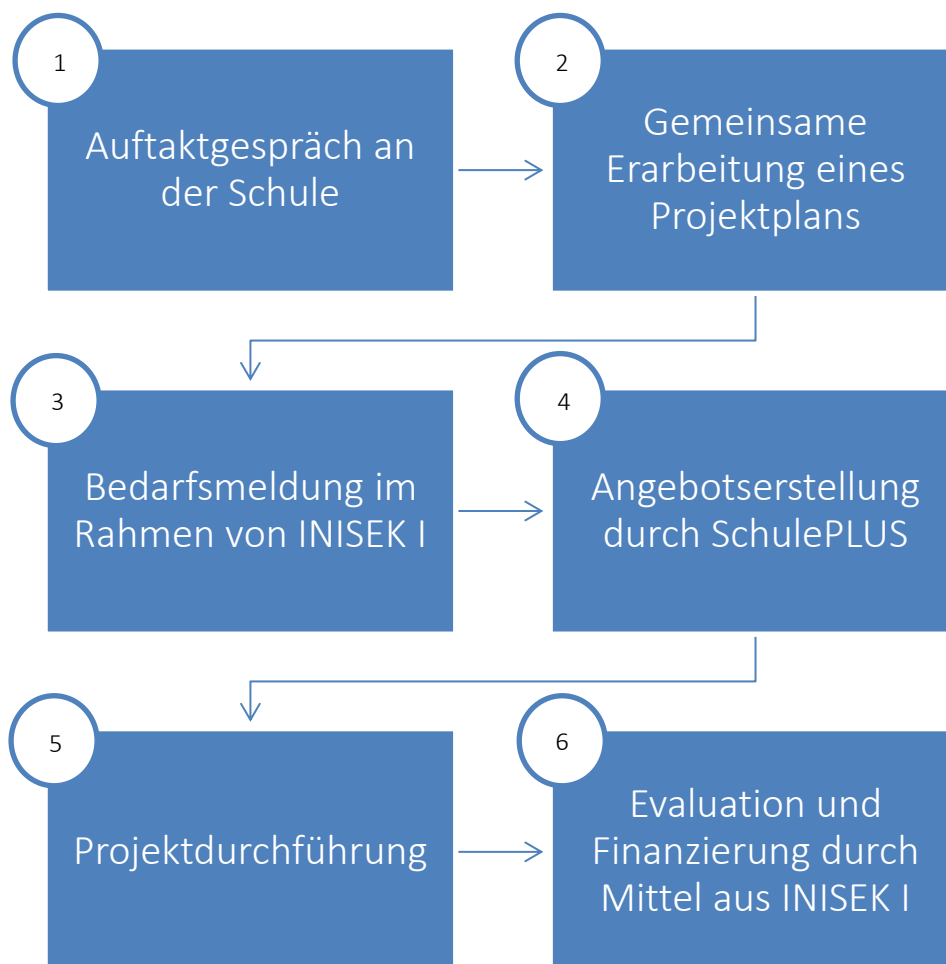 1
Auftaktgespräch an
der Schule
2
Gemeinsame
Erarbeitung eines
Projektplans
3
Bedarfsmeldung im
Rahmen von INISEK I
4
Angebotserstellung
durch SchulePLUS
5
Projektdurchführung
6
Evaluation und
Finanzierung durch
Mittel aus INISEK I